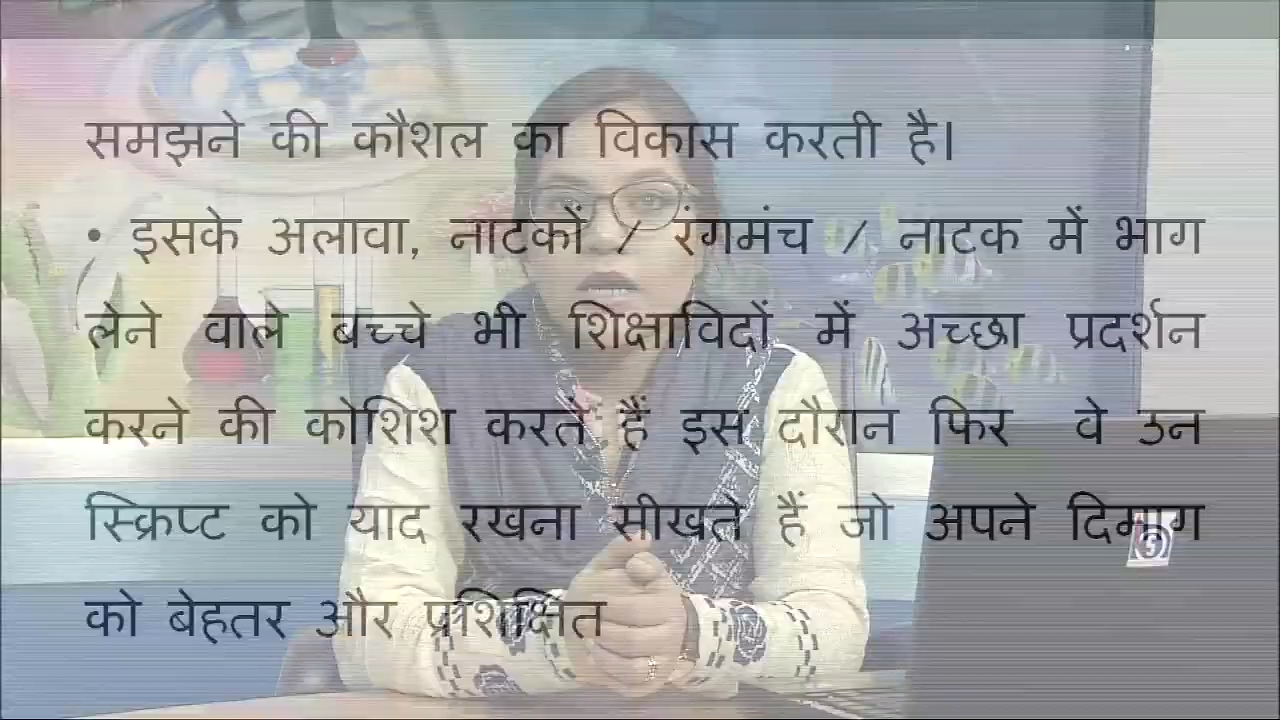 समझने की कौशल का विकास करती है।
• इसके अलावा, नाटकों / रंगमंच / नाटक में भाग
लेने वाले बच्चे भी शिक्षाविदों में अच्छा प्रदर्शन
करने की कोशिश करते हैं इस दौरान फिर वे उन
स्क्रिप्ट को याद रखना सीखते हैं जो अपने दिमाग
को बेहतर और प्रशिक्षित